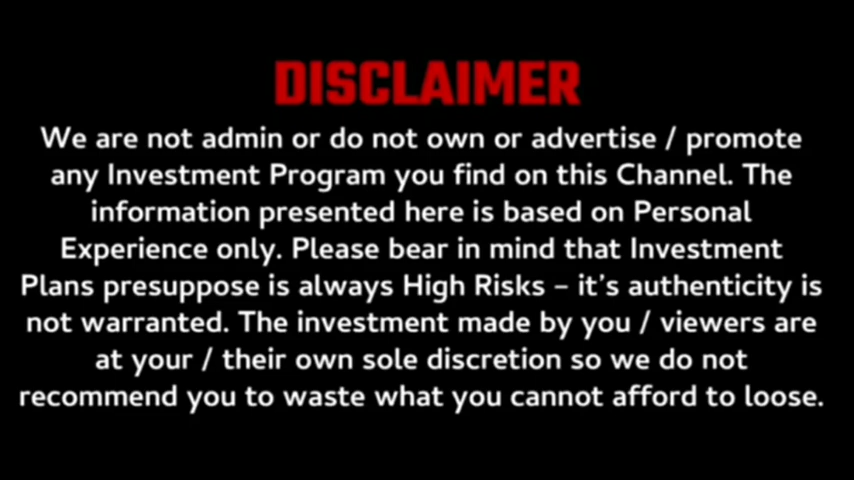 DISCLAIMER
We are not admin or do not own or advertise / promote
any Investment Program you find on this Channel. The
information presented here is based on Personal
Experience only. Please bear in mind that Investment
Plans presuppose is always High Risks – it's authenticity is
not warranted. The investment made by you / viewers are
at your / their own sole discretion so we do not
recommend you to waste what you cannot afford to loose.